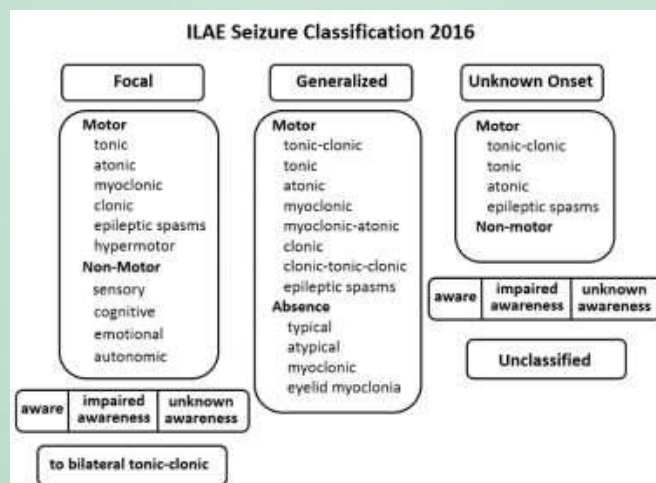 ILAE Seizure Classification 2016
Focal
Motor
tonic
atonic
myoclonic
clonic
epileptic spasms
hypermotor
Non-Motor
sensory
cognitive
emotional
autonomic
aware
impaired
awareness
unknown
awareness
to bilateral tonic-clonic
Generalized
Motor
tonic-clonic
tonic
atonic
myoclonic
myoclonic-atonic
clonic
clonic-tonic-clonic
epileptic spasms
Absence
typical
atypical
myoclonic
eyelid myoclonia
Unknown Onset
Motor
tonic-clonic
tonic
atonic
epileptic spasms
Non-motor
aware
impaired
awareness
unknown
awareness
Unclassified